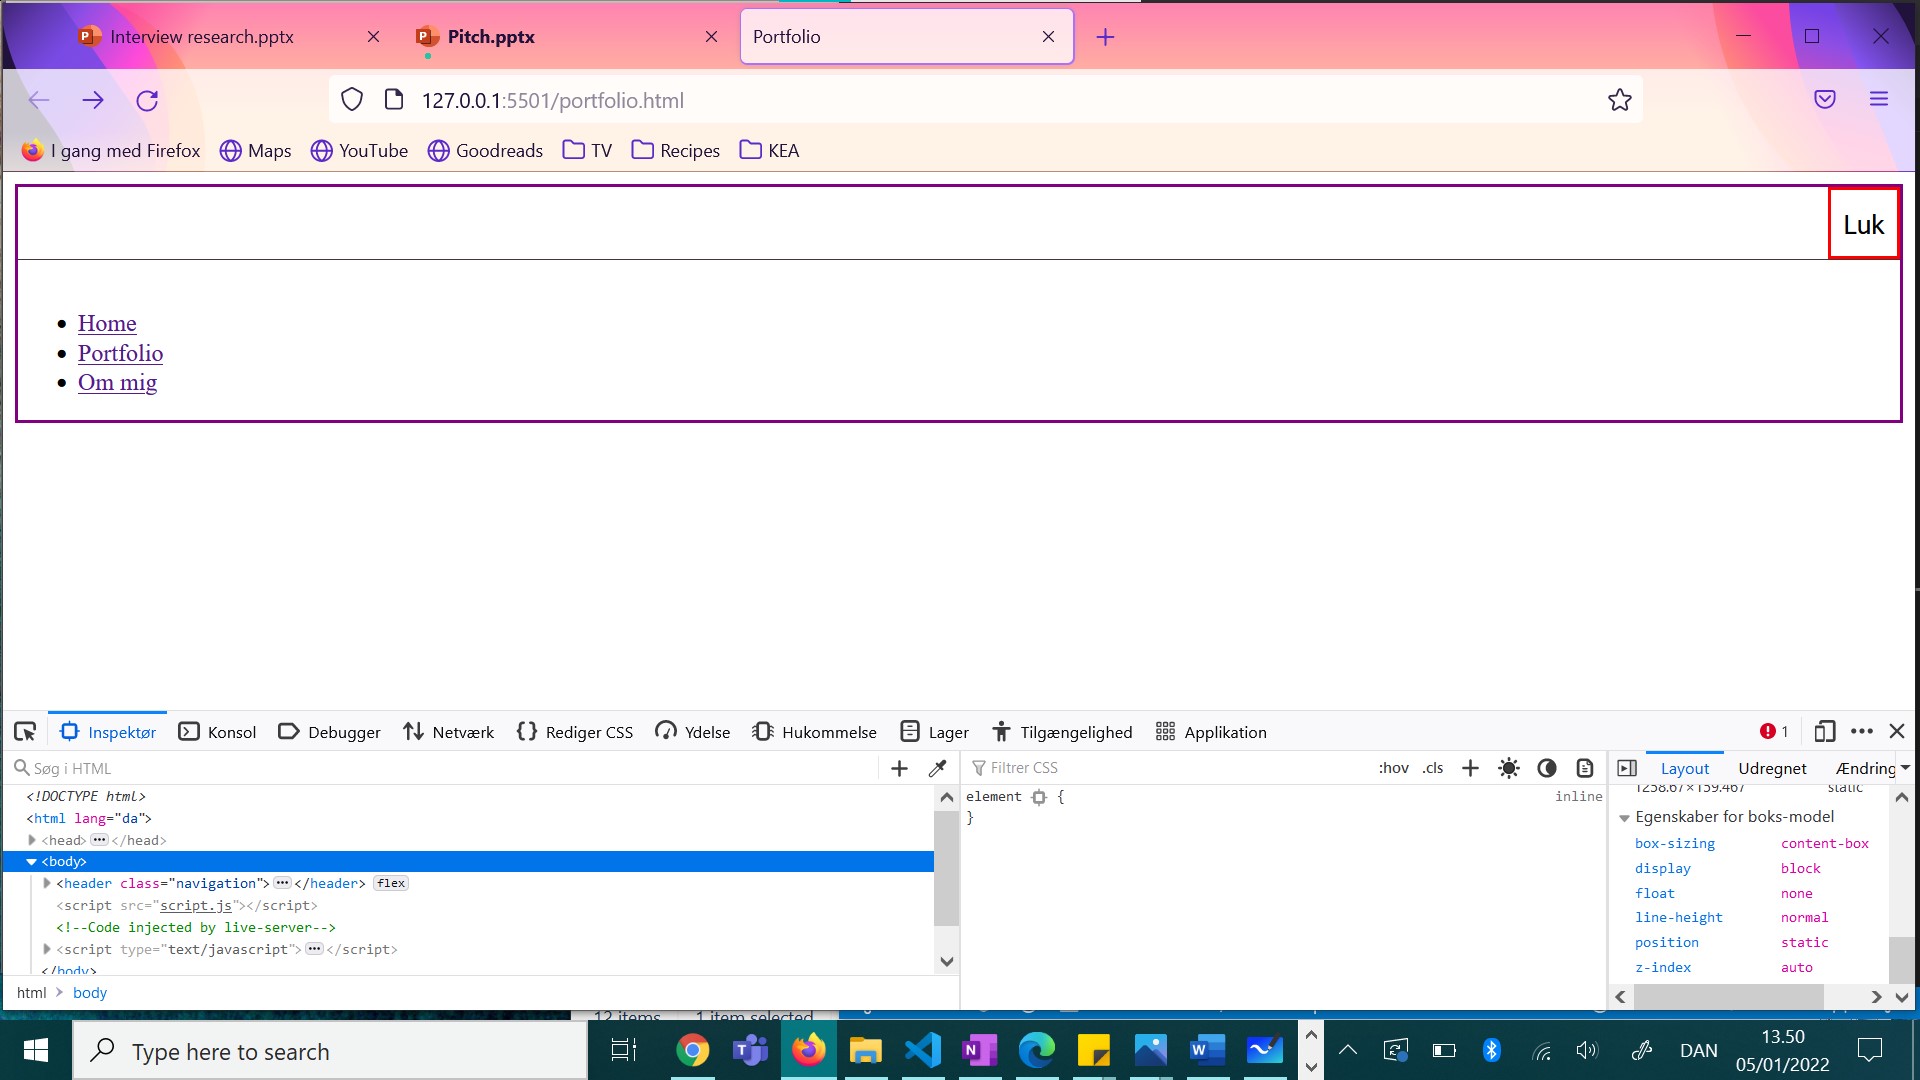 Interview research.pptx
Pitch.pptx
Portfolio
127.0.0.1:5501/portfolio.html
I gang med Firefox Maps YouTube Goodreads TV Recipes KEA
Luk
Home
Portfolio
Om mig
Inspektør Konsol Debugger Netværk Rediger CSS Ydelse Hukommelse Lager Tilgængelighed Applikation 1
Søg i HTML
<!DOCTYPE html>
<html lang="da">
<head> ••• </head>
<body>
<header class="navigation"> ••• </header> flex
<script src="script.js"></script>
<!--Code injected by live-server-->
<script type="text/javascript"> ••• </script>
</body>
html > body
Filtrer CSS :hov .cls
element { inline
}
Layout Udregnet Ændring
1258.67×159.467 static
Egenskaber for boks-model
box-sizing content-box
display block
float none
line-height normal
position static
z-index auto
12 items 1 item selected
Type here to search
DAN
13.50
05/01/2022